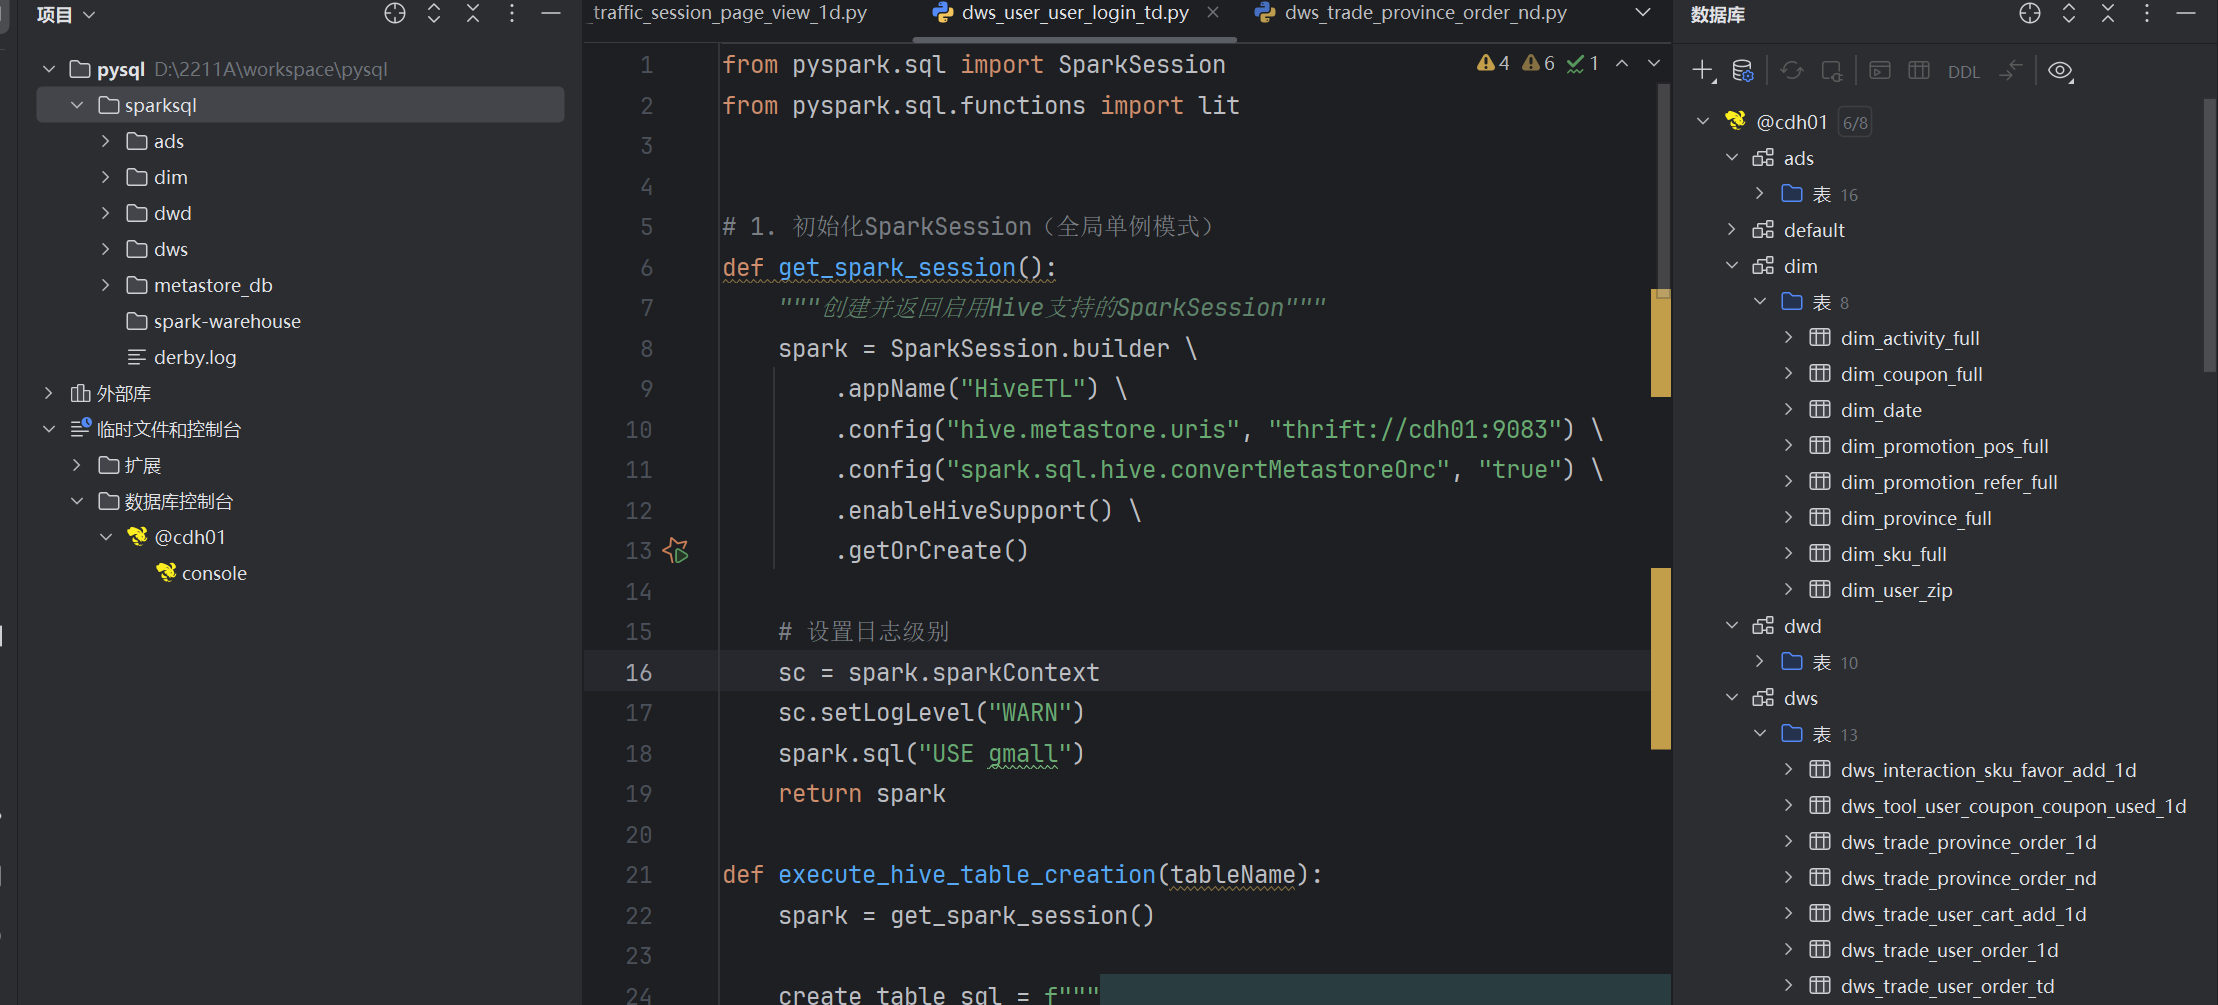 项目
pysql D:\2211A\workspace\pysql
sparksql
ads
dim
dwd
dws
metastore_db
spark-warehouse
derby.log
外部库
临时文件和控制台
扩展
数据库控制台
@cdh01
console
_traffic_session_page_view_1d.py
dws_user_user_login_td.py
dws_trade_province_order_nd.py
4 6 1
1 from pyspark.sql import SparkSession
2 from pyspark.sql.functions import lit
3
4
5 # 1. 初始化SparkSession（全局单例模式）
6 def get_spark_session():
7 """创建并返回启用Hive支持的SparkSession"""
8 spark = SparkSession.builder \
9 .appName("HiveETL") \
10 .config("hive.metastore.uris", "thrift://cdh01:9083") \
11 .config("spark.sql.hive.convertMetastoreOrc", "true") \
12 .enableHiveSupport() \
13 .getOrCreate()
14
15 # 设置日志级别
16 sc = spark.sparkContext
17 sc.setLogLevel("WARN")
18 spark.sql("USE gmall")
19 return spark
20
21 def execute_hive_table_creation(tableName):
22 spark = get_spark_session()
23
24 create_table_sql = f"""
数据库
DDL
@cdh01 6/8
ads
表 16
default
dim
表 8
dim_activity_full
dim_coupon_full
dim_date
dim_promotion_pos_full
dim_promotion_refer_full
dim_province_full
dim_sku_full
dim_user_zip
dwd
表 10
dws
表 13
dws_interaction_sku_favor_add_1d
dws_tool_user_coupon_coupon_used_1d
dws_trade_province_order_1d
dws_trade_province_order_nd
dws_trade_user_cart_add_1d
dws_trade_user_order_1d
dws_trade_user_order_td